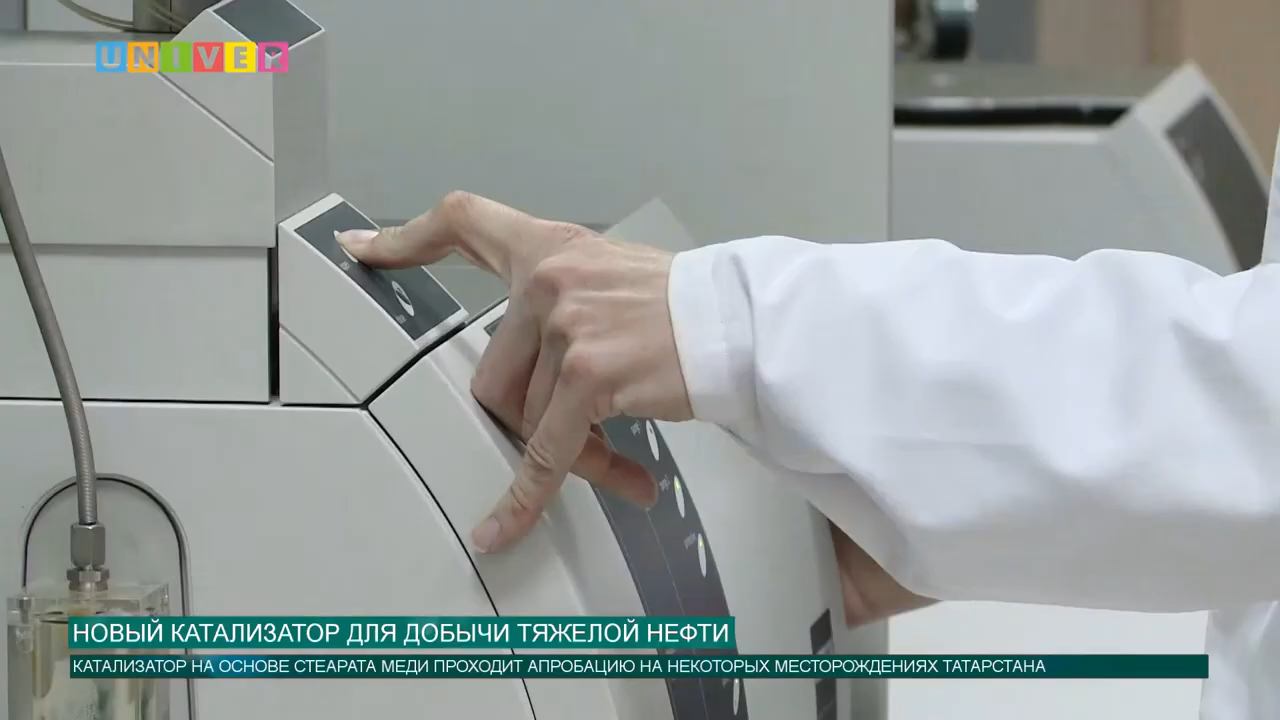 UNIVER
НОВЫЙ КАТАЛИЗАТОР ДЛЯ ДОБЫЧИ ТЯЖЕЛОЙ НЕФТИ
КАТАЛИЗАТОР НА ОСНОВЕ СТЕАРАТА МЕДИ ПРОХОДИТ АПРОБАЦИЮ НА НЕКОТОРЫХ МЕСТОРОЖДЕНИЯХ ТАТАРСТАНА